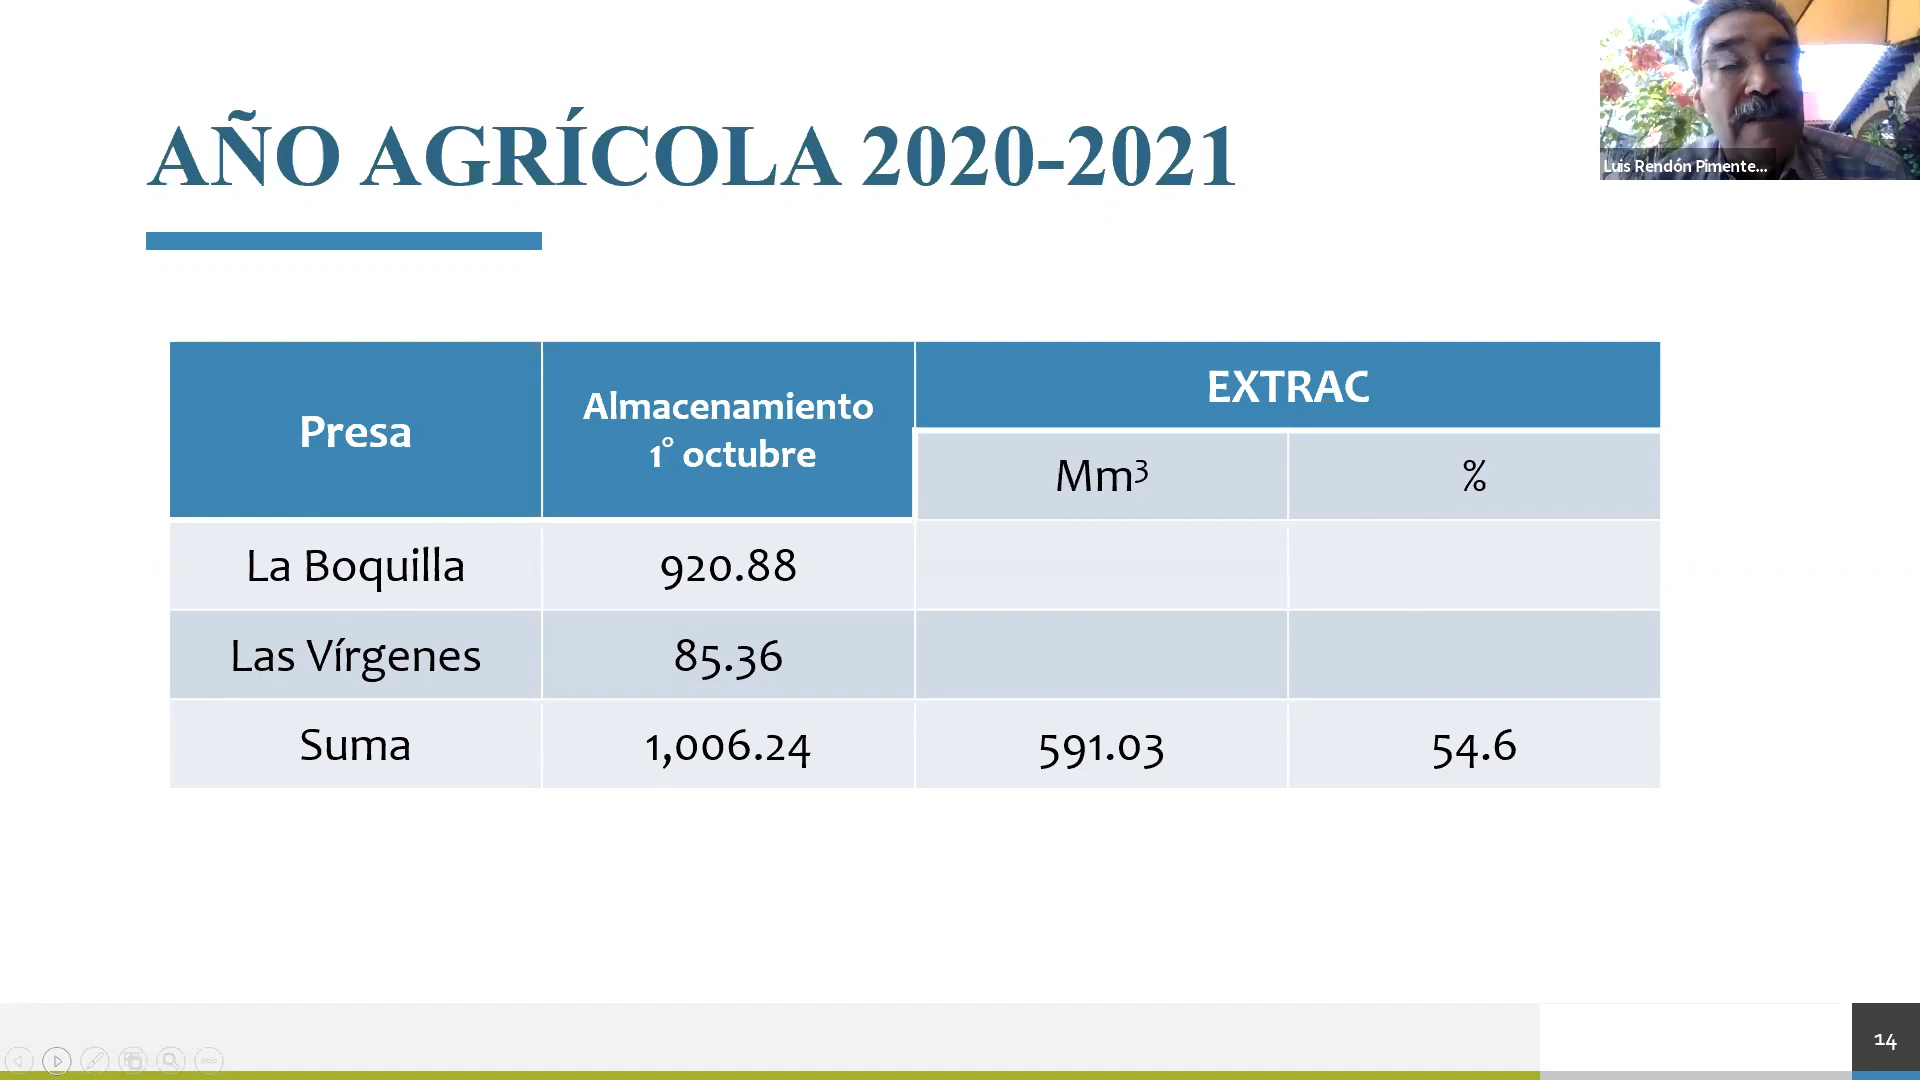 AÑO AGRÍCOLA 2020-2021
Luis Rendón Pimente...
Presa
Almacenamiento
1° octubre
EXTRAC
Mm³
%
La Boquilla
920.88
Las Vírgenes
85.36
Suma
1,006.24
591.03
54.6
14